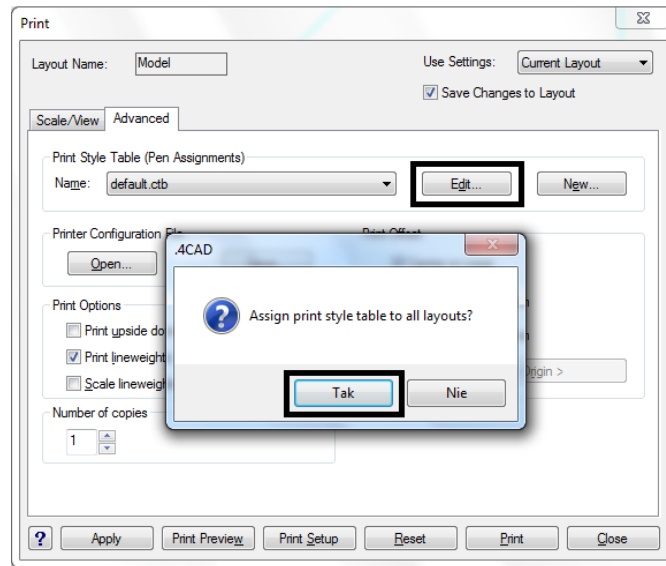 Print
Layout Name: Model
Use Settings: Current Layout
Save Changes to Layout
Scale/View Advanced
Print Style Table (Pen Assignments)
Name: default.ctb Edit... New...
Printer Configuration File
Open...
.4CAD
Assign print style table to all layouts?
Tak Nie
Print Options
Print upside do
Print lineweight
Scale lineweigh
Origin >
Number of copies
1
? Apply Print Preview Print Setup Reset Print Close